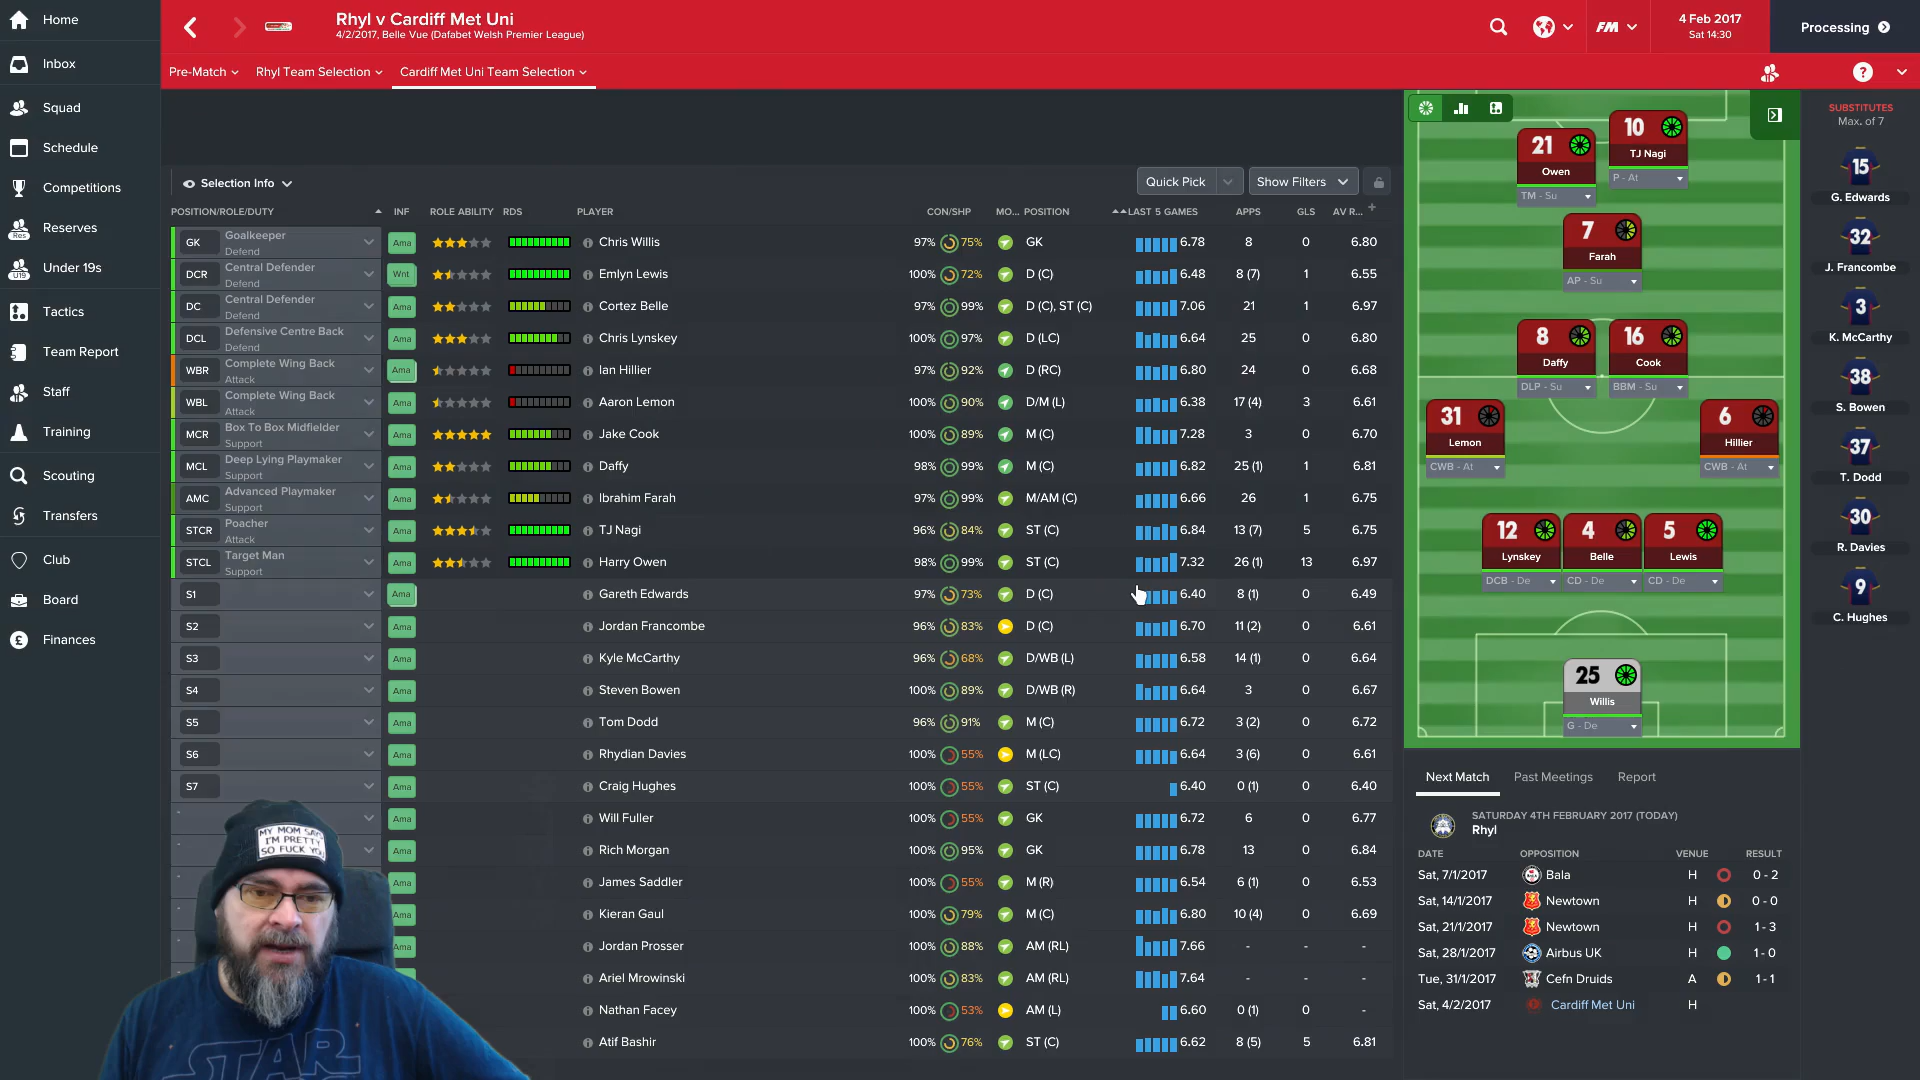 Home
Inbox
Squad
Schedule
Competitions
Reserves
Under 19s
Tactics
Team Report
Staff
Training
Scouting
Transfers
Club
Board
Finances
Rhyl v Cardiff Met Uni
4/2/2017, Belle Vue (Dafabet Welsh Premier League)
FM
4 Feb 2017
Sat 14:30
Processing
Pre-Match
Rhyl Team Selection
Cardiff Met Uni Team Selection
?
Selection Info
Quick Pick
Show Filters
POSITION/ROLE/DUTY INF ROLE ABILITY RDS PLAYER CON/SHP MO... POSITION LAST 5 GAMES APPS GLS AV R...
GK Goalkeeper Defend Ama Chris Willis 97% 75% GK 6.78 8 0 6.80
DCR Central Defender Defend Wnt Emlyn Lewis 100% 72% D (C) 6.48 8 (7) 1 6.55
DC Central Defender Defend Ama Cortez Belle 97% 99% D (C), ST (C) 7.06 21 1 6.97
DCL Defensive Centre Back Defend Ama Chris Lynskey 100% 97% D (LC) 6.64 25 0 6.80
WBR Complete Wing Back Attack Ama Ian Hillier 97% 92% D (RC) 6.80 24 0 6.68
WBL Complete Wing Back Attack Ama Aaron Lemon 100% 90% D/M (L) 6.38 17 (4) 3 6.61
MCR Box To Box Midfielder Support Ama Jake Cook 100% 89% M (C) 7.28 3 0 6.70
MCL Deep Lying Playmaker Support Ama Daffy 98% 99% M (C) 6.82 25 (1) 1 6.81
AMC Advanced Playmaker Support Ama Ibrahim Farah 97% 99% M/AM (C) 6.66 26 1 6.75
STCR Poacher Attack Ama TJ Nagi 96% 84% ST (C) 6.84 13 (7) 5 6.75
STCL Target Man Support Ama Harry Owen 98% 99% ST (C) 7.32 26 (1) 13 6.97
S1 Ama Gareth Edwards 97% 73% D (C) 6.40 8 (1) 0 6.49
S2 Ama Jordan Francombe 96% 83% D (C) 6.70 11 (2) 0 6.61
S3 Ama Kyle McCarthy 96% 68% D/WB (L) 6.58 14 (1) 0 6.64
S4 Ama Steven Bowen 100% 89% D/WB (R) 6.64 3 0 6.67
S5 Ama Tom Dodd 96% 91% M (C) 6.72 3 (2) 0 6.72
S6 Ama Rhydian Davies 100% 55% M (LC) 6.64 3 (6) 0 6.61
S7 Ama Craig Hughes 100% 55% ST (C) 6.40 0 (1) 0 6.40
- Ama Will Fuller 100% 55% GK 6.72 6 0 6.77
- Ama Rich Morgan 100% 95% GK 6.78 13 0 6.84
- Ama James Saddler 100% 55% M (R) 6.54 6 (1) 0 6.53
- Ama Kieran Gaul 100% 79% M (C) 6.80 10 (4) 0 6.69
Ama Jordan Prosser 100% 88% AM (RL) 7.66 - - -
Ariel Mrowinski 100% 83% AM (RL) 7.64 - - -
Nathan Facey 100% 53% AM (L) 6.60 0 (1) 0 -
Atif Bashir 100% 76% ST (C) 6.62 8 (5) 5 6.81
21
Owen
TM - Su
10
TJ Nagi
P - At
7
Farah
AP - Su
8
Daffy
DLP - Su
16
Cook
BBM - Su
31
Lemon
CWB - At
6
Hillier
CWB - At
12
Lynskey
DCB - De
4
Belle
CD - De
5
Lewis
CD - De
25
Willis
G - De
SUBSTITUTES
Max. of 7
15
G. Edwards
32
J. Francombe
3
K. McCarthy
38
S. Bowen
37
T. Dodd
30
R. Davies
9
C. Hughes
Next Match Past Meetings Report
SATURDAY 4TH FEBRUARY 2017 (TODAY)
Rhyl
DATE OPPOSITION VENUE RESULT
Sat, 7/1/2017 Bala H 0 - 2
Sat, 14/1/2017 Newtown H 0 - 0
Sat, 21/1/2017 Newtown H 1 - 3
Sat, 28/1/2017 Airbus UK H 1 - 0
Tue, 31/1/2017 Cefn Druids A 1 - 1
Sat, 4/2/2017 Cardiff Met Uni H
MY MOM SAYS
I'M PRETTY
SO FUCK YOU
STAR